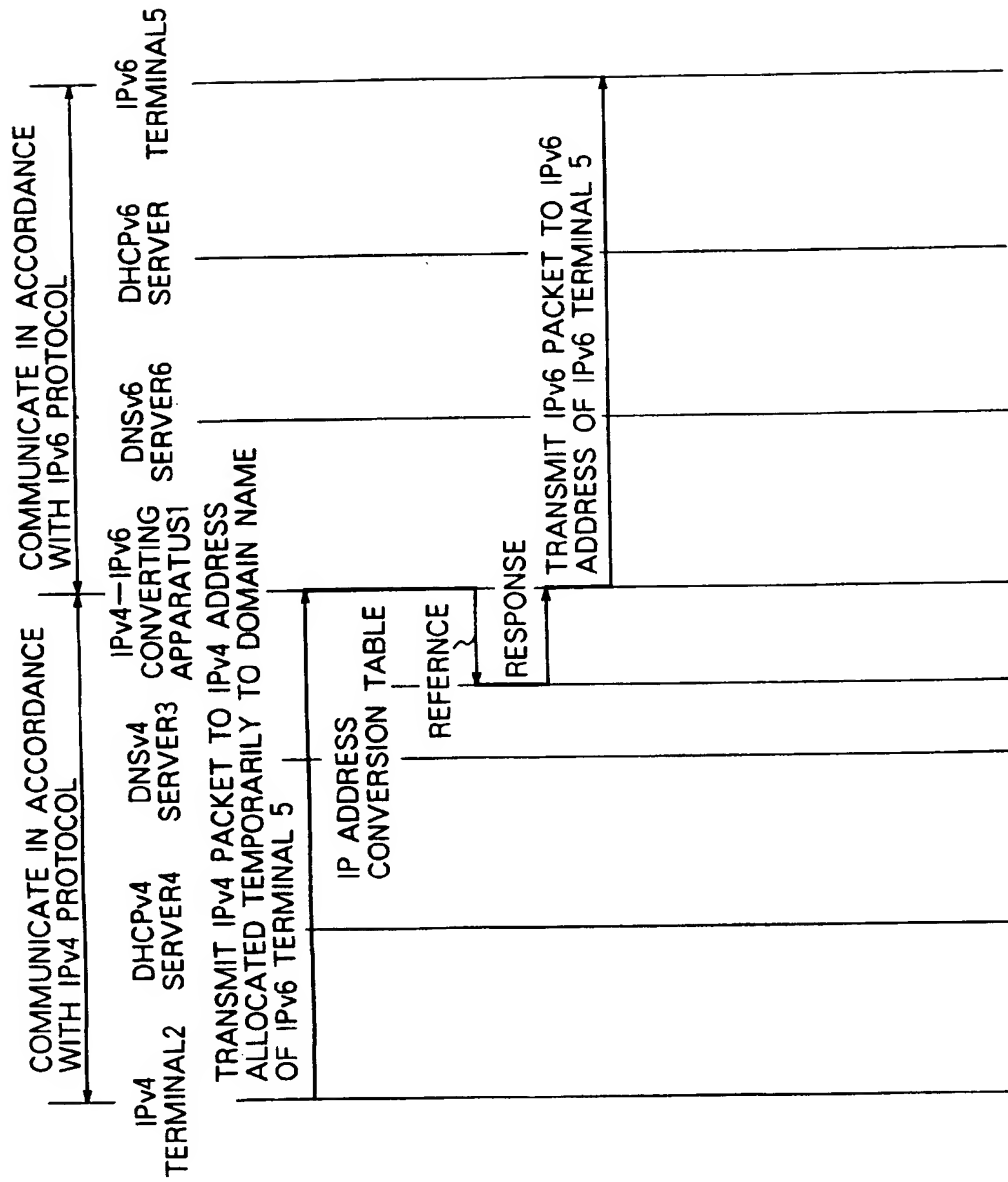 COMMUNICATE IN ACCORDANCE
WITH IPv4 PROTOCOL
COMMUNICATE IN ACCORDANCE
WITH IPv6 PROTOCOL
IPv4
TERMINAL2
DHCPv4
SERVER4
DNSv4
SERVER3
IPv4—IPv6
CONVERTING
APPARATUS1
DNSv6
SERVER6
DHCPv6
SERVER
IPv6
TERMINAL5
TRANSMIT IPv4 PACKET TO IPv4 ADDRESS
ALLOCATED TEMPORARILY TO DOMAIN NAME
OF IPv6 TERMINAL 5
IP ADDRESS
CONVERSION TABLE
REFERNCE
RESPONSE
TRANSMIT IPv6 PACKET TO IPv6
ADDRESS OF IPv6 TERMINAL 5